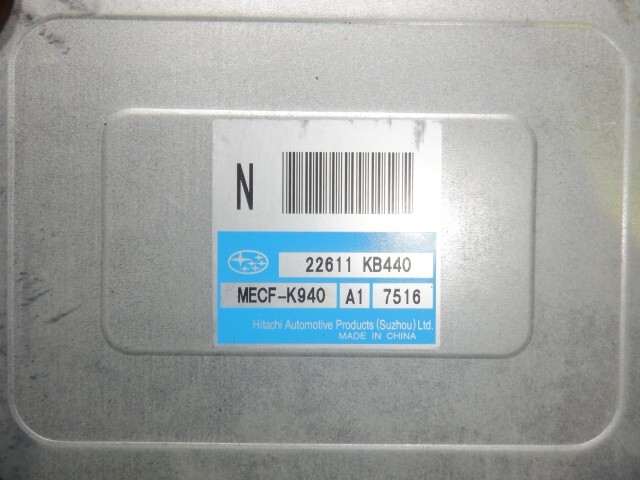 N
22611 KB440
MECF-K940 A1 7516
Hitachi Automotive Products (Suzhou) Ltd.
MADE IN CHINA